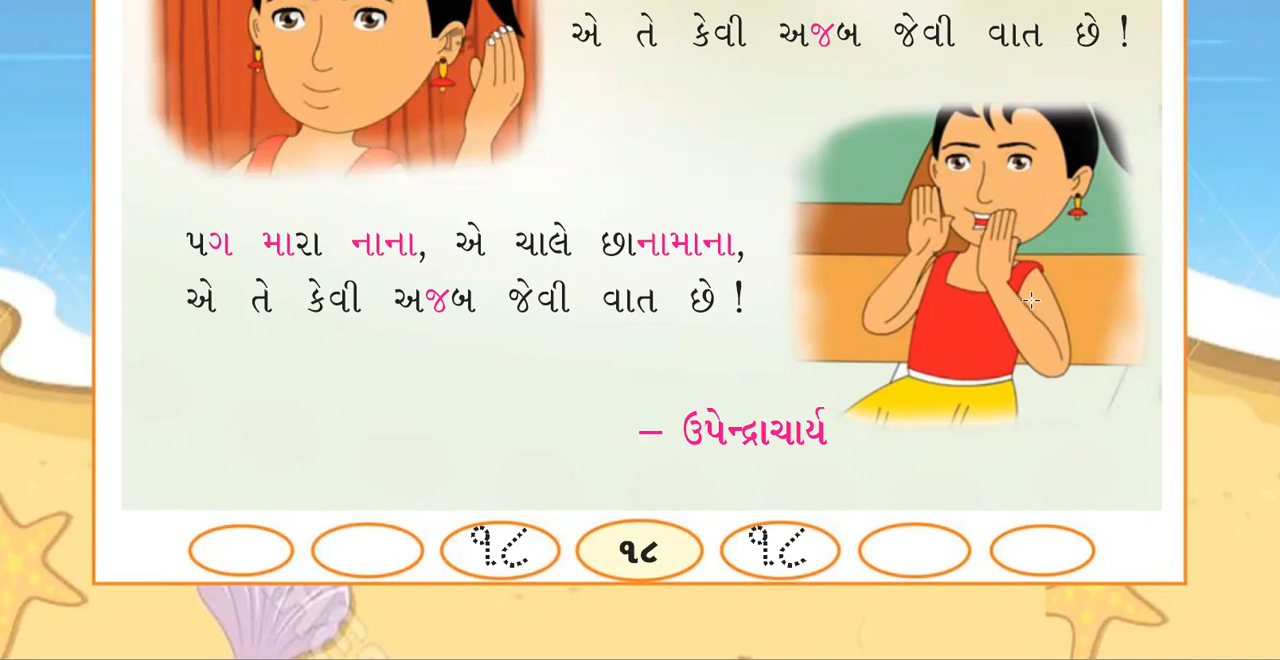 એ તે કેવી અજબ જેવી વાત છે !
પગ મારા નાના, એ ચાલે છાનામાના,
એ તે કેવી અજબ જેવી વાત છે !
– ઉપેન્દ્રાચાર્ય
૧૮ ૧૮ ૧૮